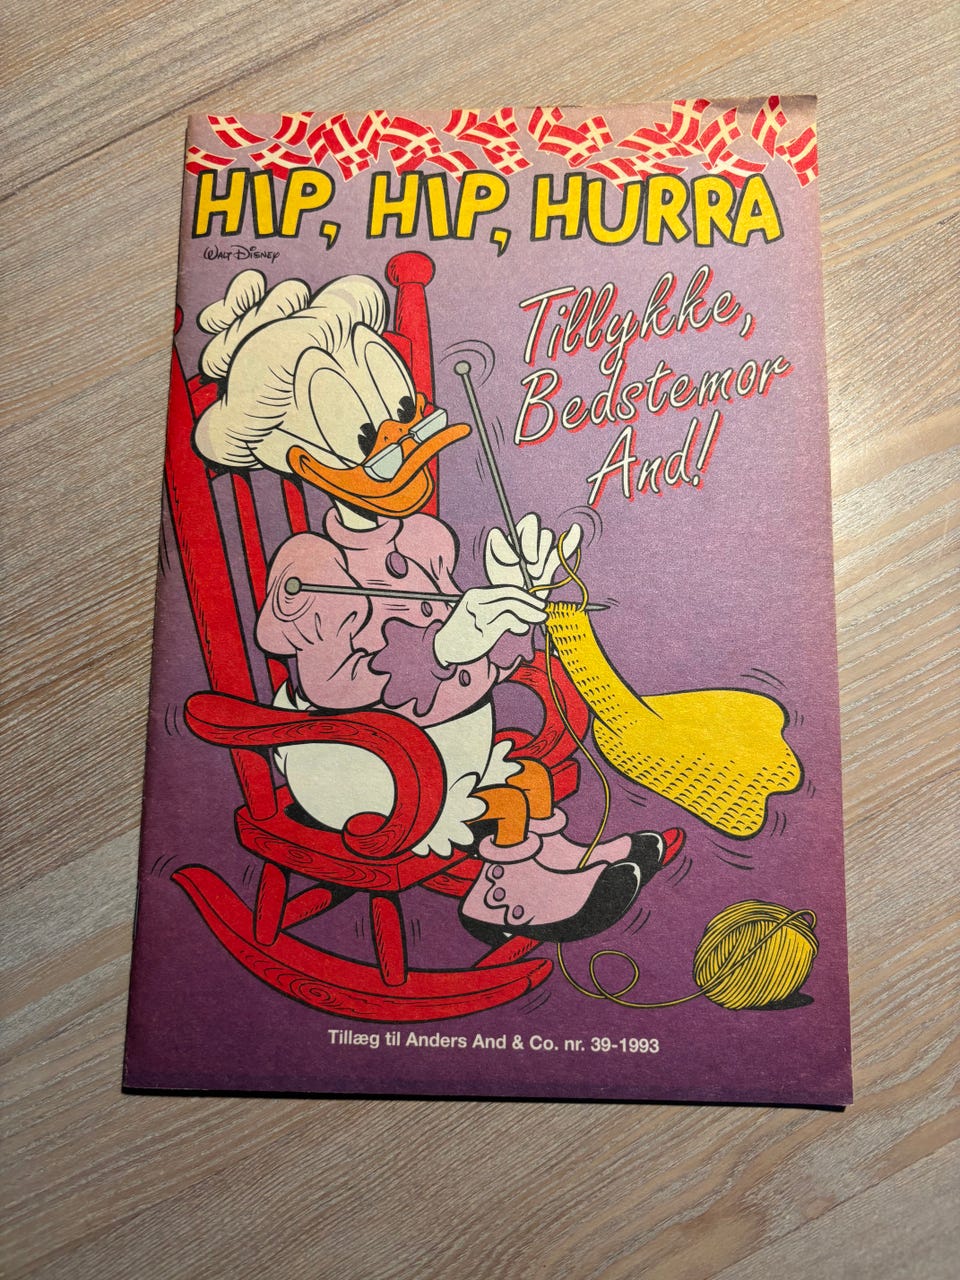 HIP, HIP, HURRA
Walt Disney
Tillykke,
Bedstemor
And!
Tillæg til Anders And & Co. nr. 39-1993